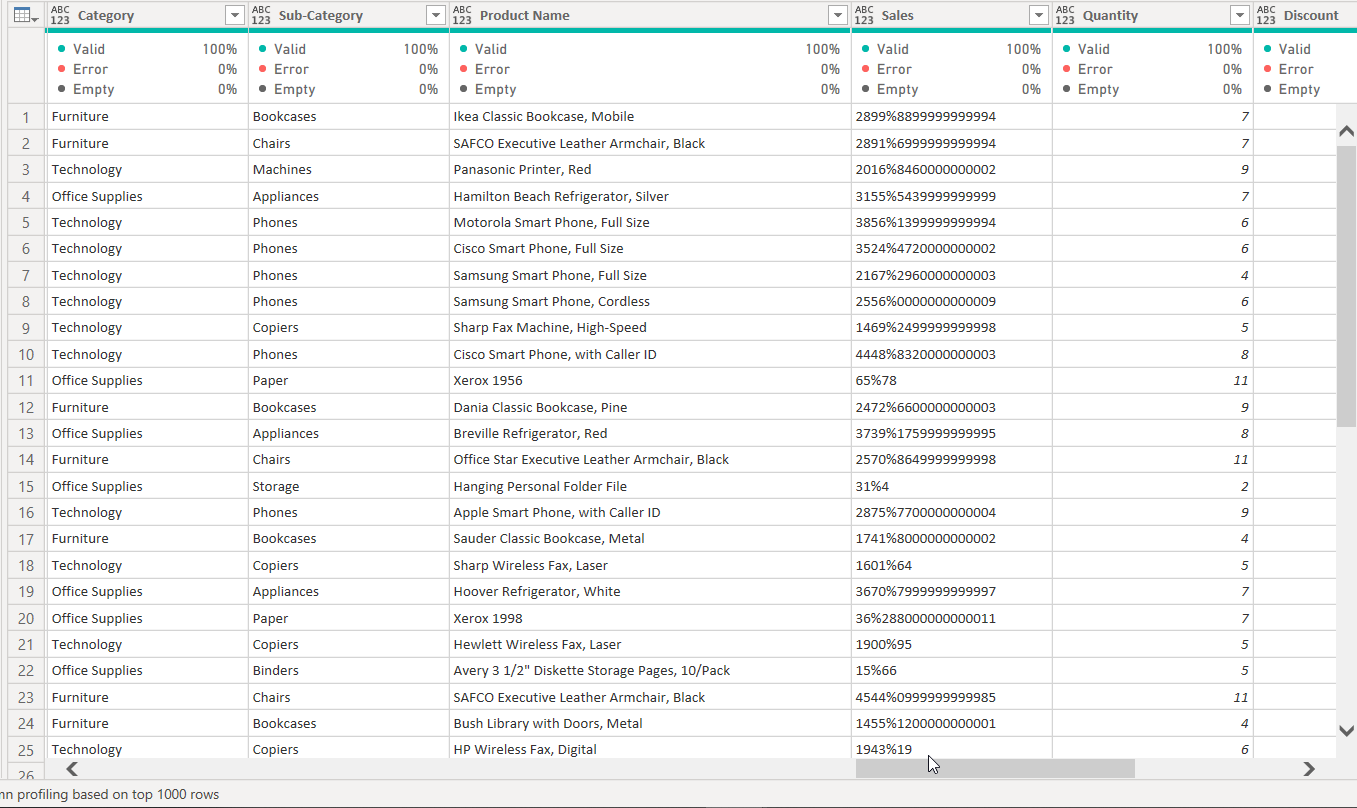 ABC 123 Category ABC 123 Sub-Category ABC 123 Product Name ABC 123 Sales ABC 123 Quantity ABC 123 Discount
Valid 100% Valid 100% Valid 100% Valid 100% Valid 100% Valid
Error 0% Error 0% Error 0% Error 0% Error 0% Error
Empty 0% Empty 0% Empty 0% Empty 0% Empty 0% Empty
1 Furniture Bookcases Ikea Classic Bookcase, Mobile 2899%8899999999994 7
2 Furniture Chairs SAFCO Executive Leather Armchair, Black 2891%6999999999994 7
3 Technology Machines Panasonic Printer, Red 2016%8460000000002 9
4 Office Supplies Appliances Hamilton Beach Refrigerator, Silver 3155%5439999999999 7
5 Technology Phones Motorola Smart Phone, Full Size 3856%1399999999994 6
6 Technology Phones Cisco Smart Phone, Full Size 3524%4720000000002 6
7 Technology Phones Samsung Smart Phone, Full Size 2167%2960000000003 4
8 Technology Phones Samsung Smart Phone, Cordless 2556%0000000000009 6
9 Technology Copiers Sharp Fax Machine, High-Speed 1469%2499999999998 5
10 Technology Phones Cisco Smart Phone, with Caller ID 4448%8320000000003 8
11 Office Supplies Paper Xerox 1956 65%78 11
12 Furniture Bookcases Dania Classic Bookcase, Pine 2472%6600000000003 9
13 Office Supplies Appliances Breville Refrigerator, Red 3739%1759999999995 8
14 Furniture Chairs Office Star Executive Leather Armchair, Black 2570%8649999999998 11
15 Office Supplies Storage Hanging Personal Folder File 31%4 2
16 Technology Phones Apple Smart Phone, with Caller ID 2875%7700000000004 9
17 Furniture Bookcases Sauder Classic Bookcase, Metal 1741%8000000000002 4
18 Technology Copiers Sharp Wireless Fax, Laser 1601%64 5
19 Office Supplies Appliances Hoover Refrigerator, White 3670%7999999999997 7
20 Office Supplies Paper Xerox 1998 36%288000000000011 7
21 Technology Copiers Hewlett Wireless Fax, Laser 1900%95 5
22 Office Supplies Binders Avery 3 1/2" Diskette Storage Pages, 10/Pack 15%66 5
23 Furniture Chairs SAFCO Executive Leather Armchair, Black 4544%0999999999985 11
24 Furniture Bookcases Bush Library with Doors, Metal 1455%1200000000001 4
25 Technology Copiers HP Wireless Fax, Digital 1943%19 6
26
mn profiling based on top 1000 rows